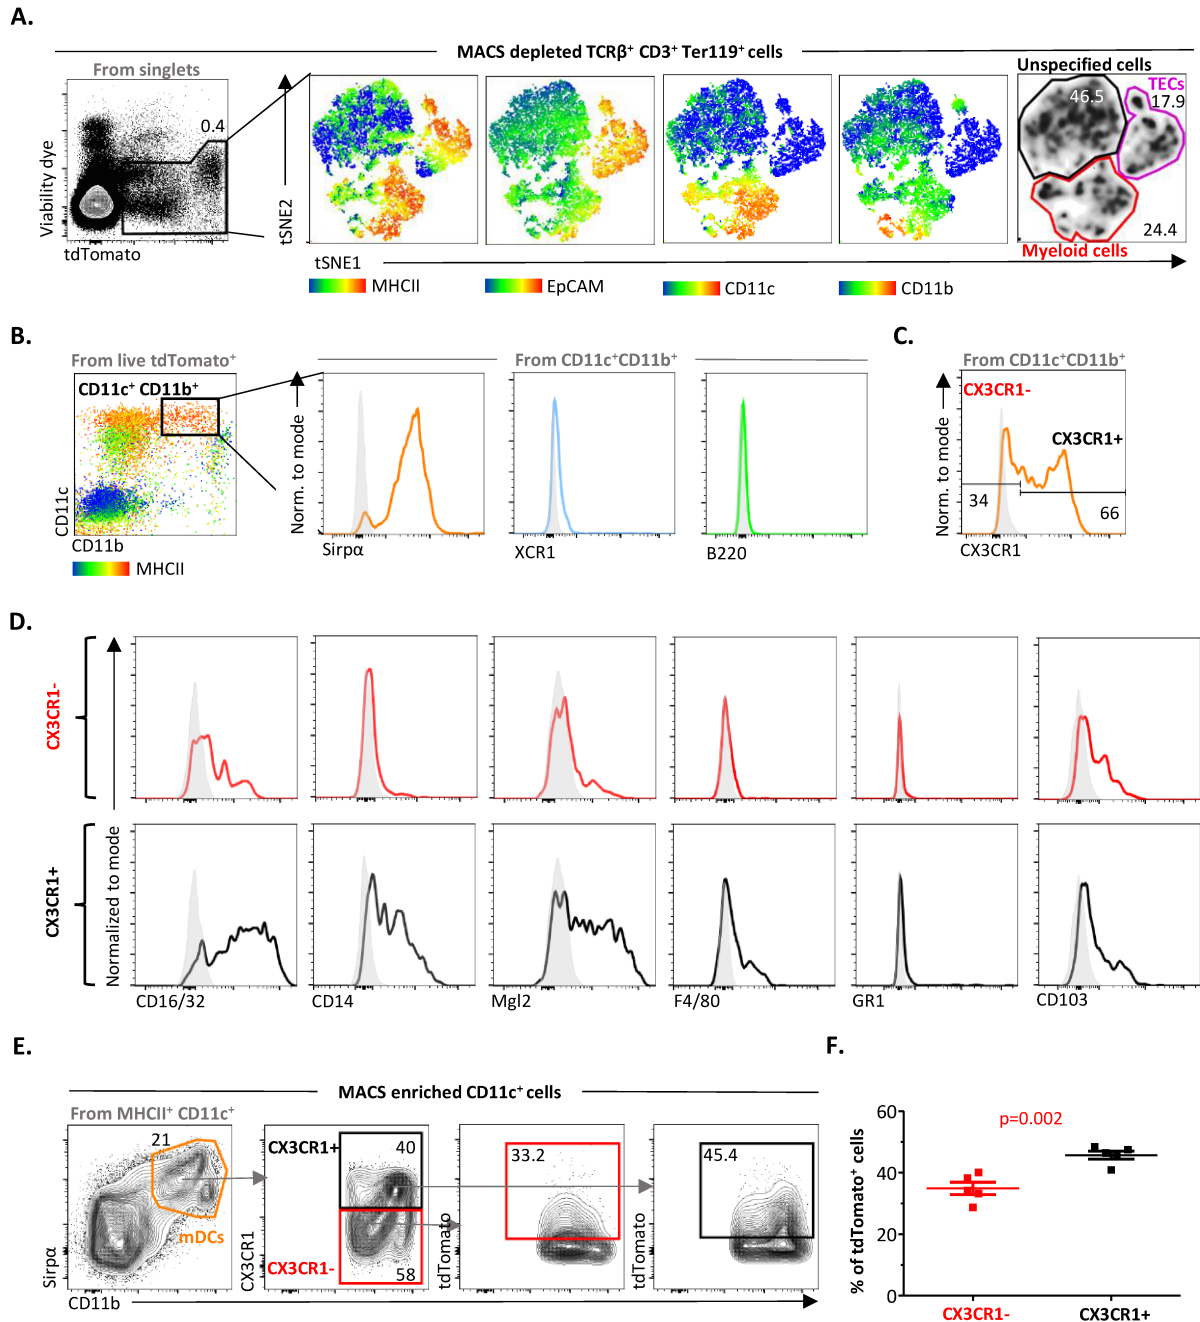 A.
MACS depleted TCRβ⁺ CD3⁺ Ter119⁺ cells
From singlets
0.4
Viability dye
tdTomato
tSNE2
tSNE1
MHCII
EpCAM
CD11c
CD11b
Unspecified cells
46.5
TECs
17.9
24.4
Myeloid cells
B.
From live tdTomato⁺
CD11c⁺ CD11b⁺
CD11c
CD11b
MHCII
From CD11c⁺CD11b⁺
Norm. to mode
Sirpα
XCR1
B220
C.
From CD11c⁺CD11b⁺
CX3CR1-
CX3CR1+
34
66
Norm. to mode
CX3CR1
D.
CX3CR1-
CX3CR1+
Normalized to mode
CD16/32
CD14
Mgl2
F4/80
GR1
CD103
E.
MACS enriched CD11c⁺ cells
From MHCII⁺ CD11c⁺
21
mDCs
Sirpα
CD11b
CX3CR1+
40
CX3CR1
CX3CR1-
58
33.2
tdTomato
45.4
tdTomato
F.
p=0.002
% of tdTomato⁺ cells
60
40
20
0
CX3CR1-
CX3CR1+